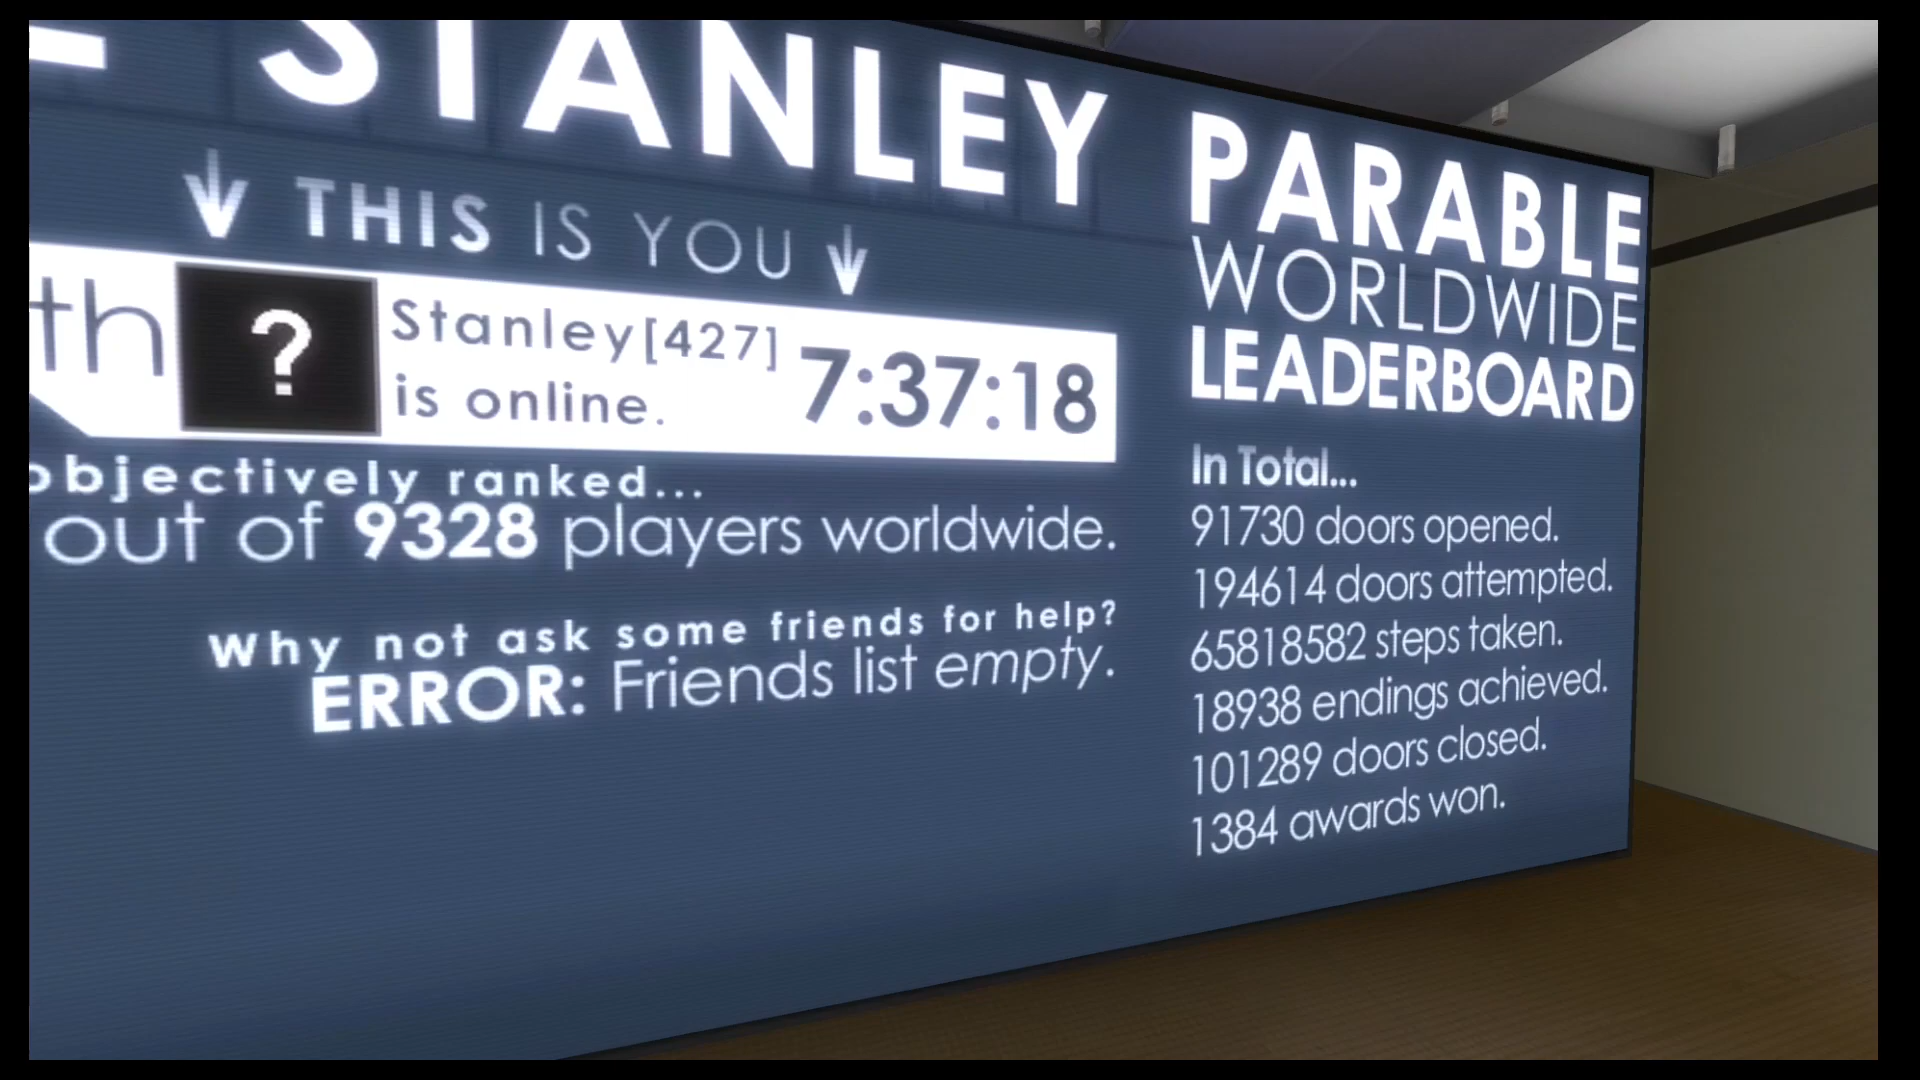 STANLEY PARABLE
WORLDWIDE
LEADERBOARD
THIS IS YOU
th
?
Stanley[427]
is online.
7:37:18
objectively ranked...
out of 9328 players worldwide.
Why not ask some friends for help?
ERROR: Friends list empty.
In Total...
91730 doors opened.
194614 doors attempted.
65818582 steps taken.
18938 endings achieved.
101289 doors closed.
1384 awards won.